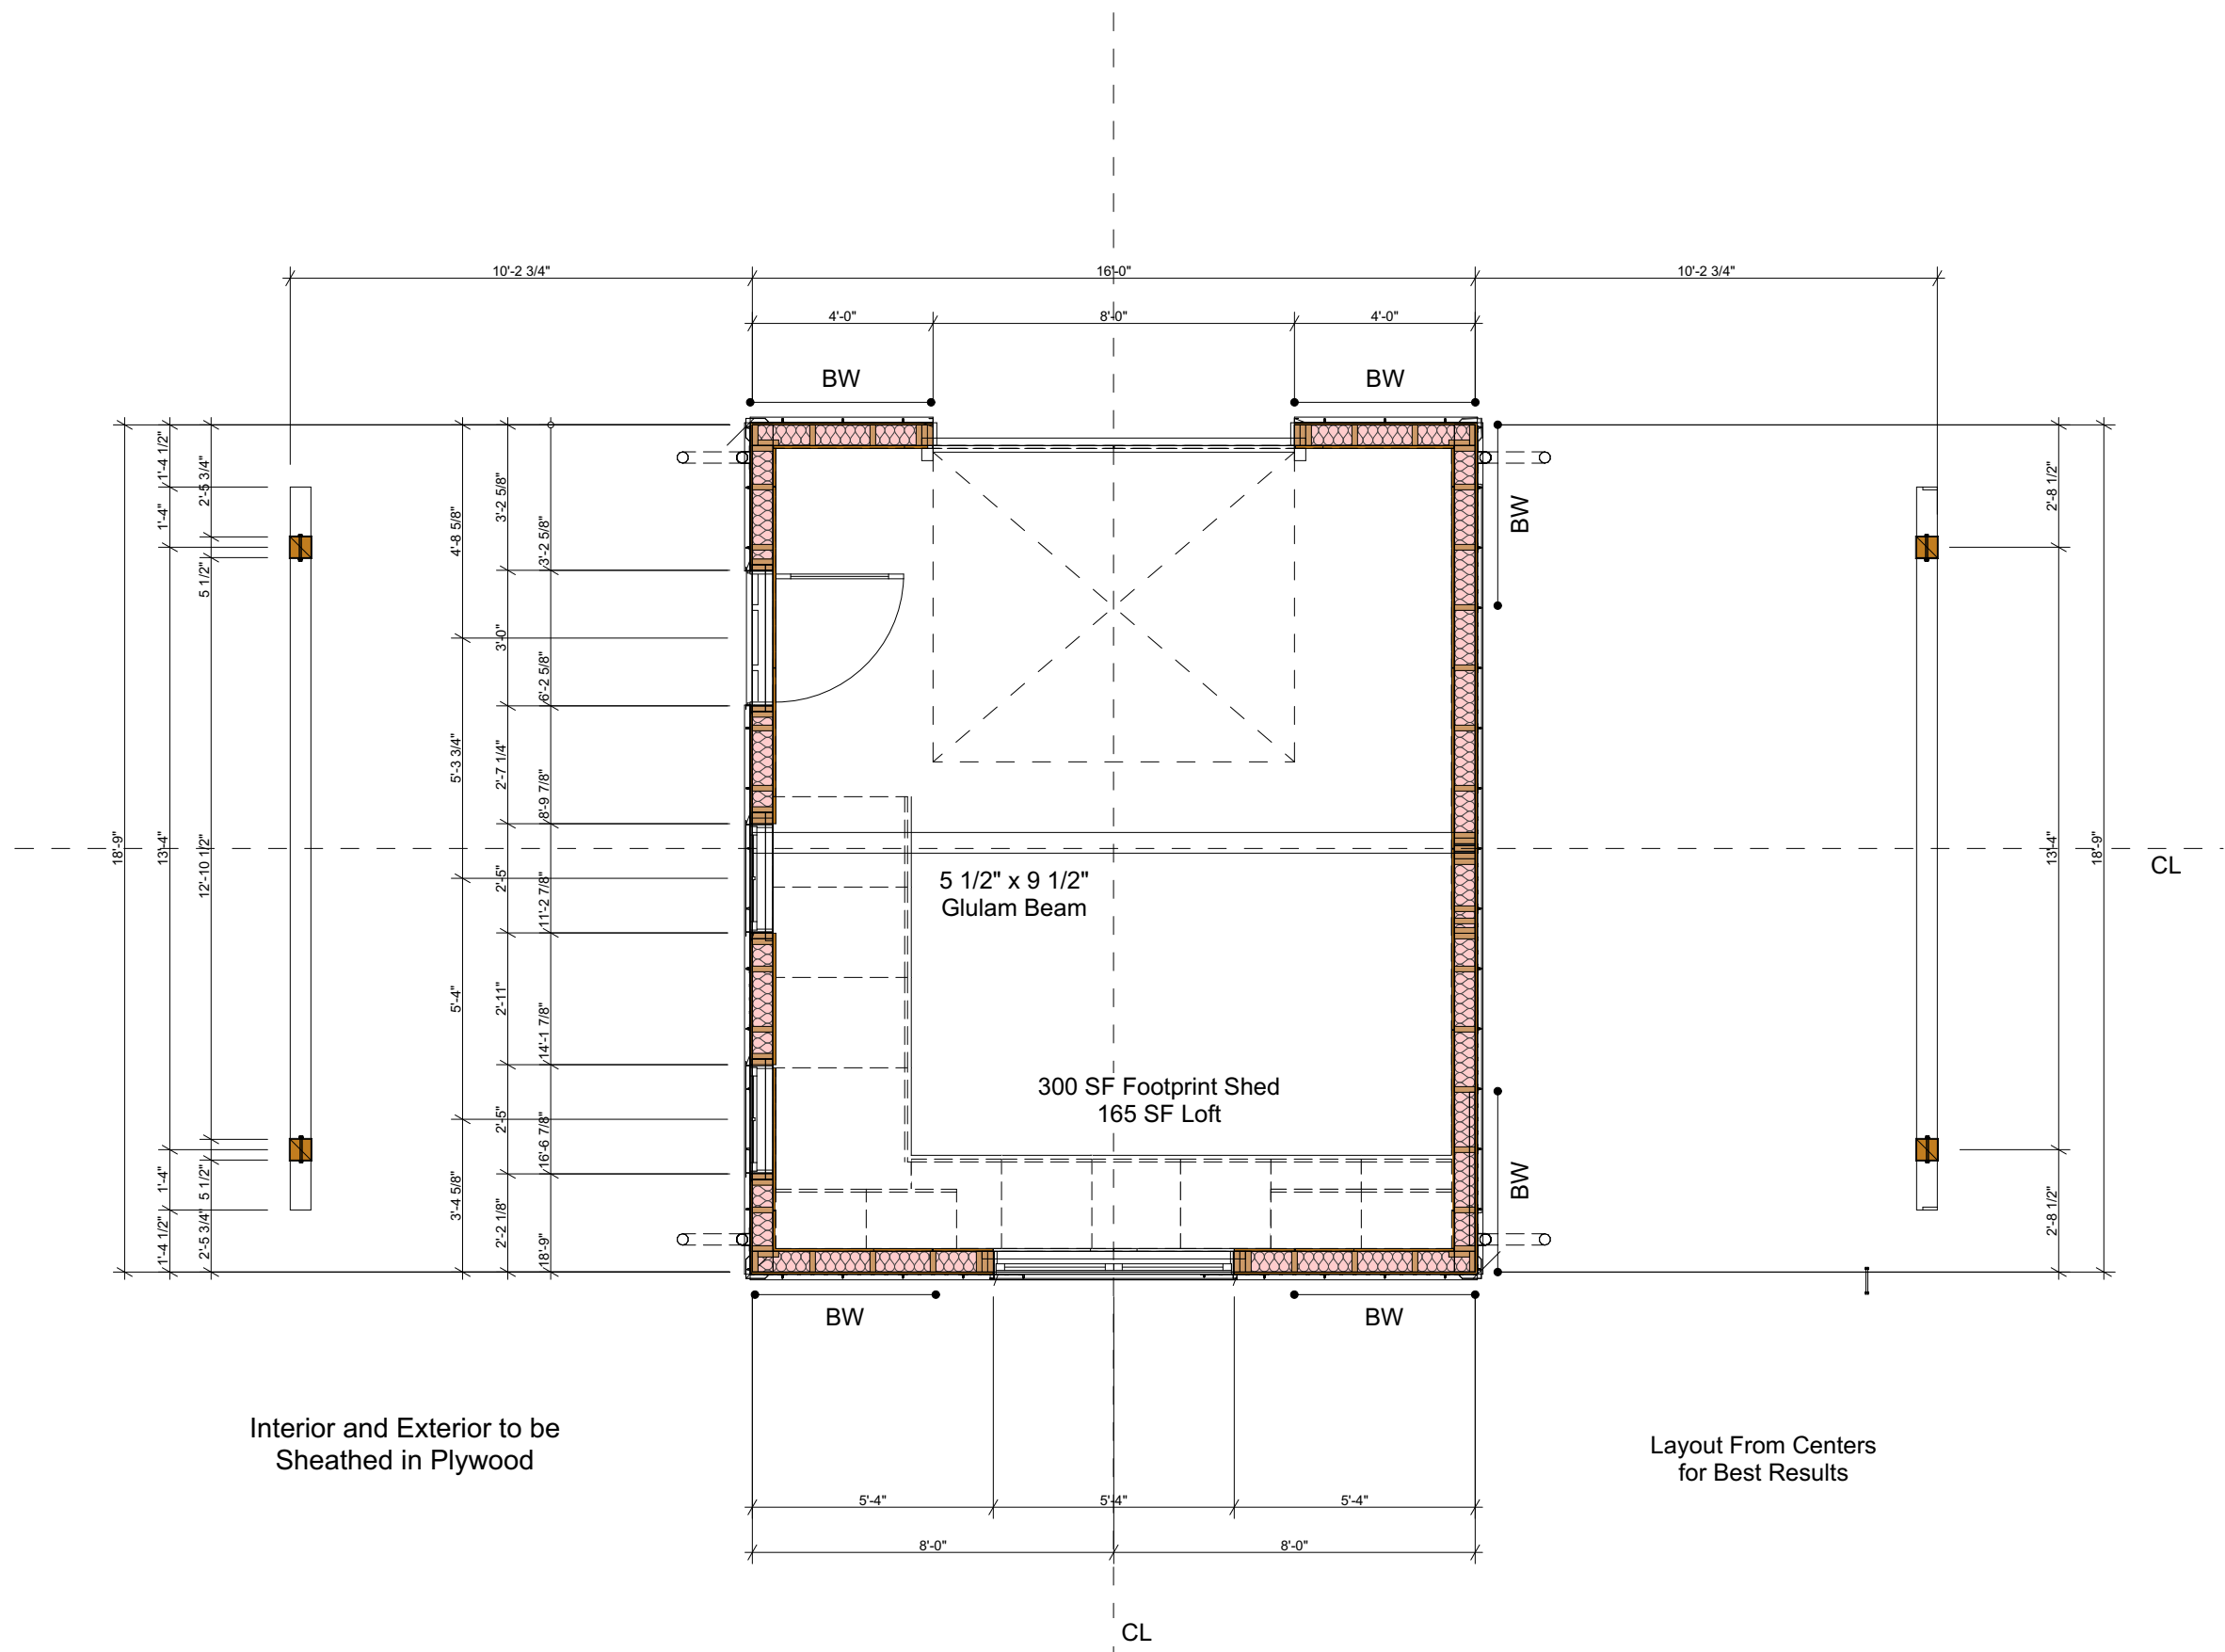 10'-2 3/4"
16'-0"
10'-2 3/4"
4'-0"
8'-0"
4'-0"
BW
BW
1'-4 1/2"
2'-5 3/4"
1'-4"
5 1/2"
4'-8 5/8"
3'-2 5/8"
3'-2 5/8"
BW
2'-8 1/2"
3'-0"
6'-2 5/8"
5'-3 3/4"
2'-7 1/4"
8'-9 7/8"
18'-9"
13'-4"
12'-10 1/2"
2'-5"
11'-2 7/8"
5 1/2" x 9 1/2"
Glulam Beam
13'-4"
18'-9"
CL
5'-4"
2'-11"
14'-1 7/8"
300 SF Footprint Shed
165 SF Loft
2'-5"
16'-6 7/8"
BW
1'-4"
5 1/2"
3'-4 5/8"
2'-2 1/8"
1'-4 1/2"
2'-5 3/4"
18'-9"
2'-8 1/2"
BW
BW
Interior and Exterior to be
Sheathed in Plywood
Layout From Centers
for Best Results
5'-4"
5'-4"
5'-4"
8'-0"
8'-0"
CL